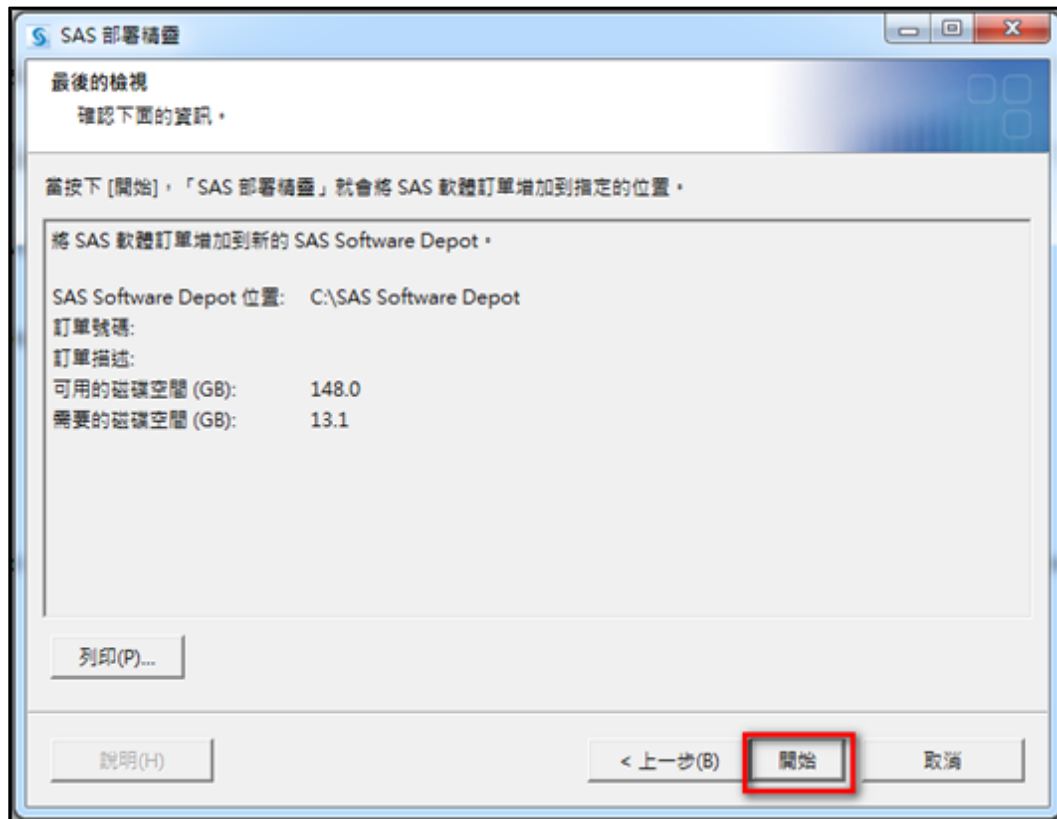 SAS 部署精靈
最後的檢視
確認下面的資訊。
當按下 [開始]，「SAS 部署精靈」就會將 SAS 軟體訂單增加到指定的位置。
將 SAS 軟體訂單增加到新的 SAS Software Depot。
SAS Software Depot 位置: C:\SAS Software Depot
訂單號碼:
訂單描述:
可用的磁碟空間 (GB): 148.0
需要的磁碟空間 (GB): 13.1
列印(P)...
說明(H)
< 上一步(B)
開始
取消